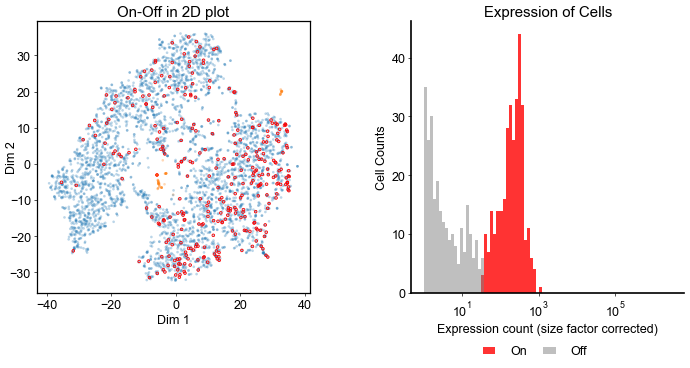 On-Off in 2D plot
30
20
10
0
−10
−20
−30
Dim 2
−40
−20
0
20
40
Dim 1
Expression of Cells
40
30
20
10
0
Cell Counts
10^1
10^3
10^5
Expression count (size factor corrected)
On Off